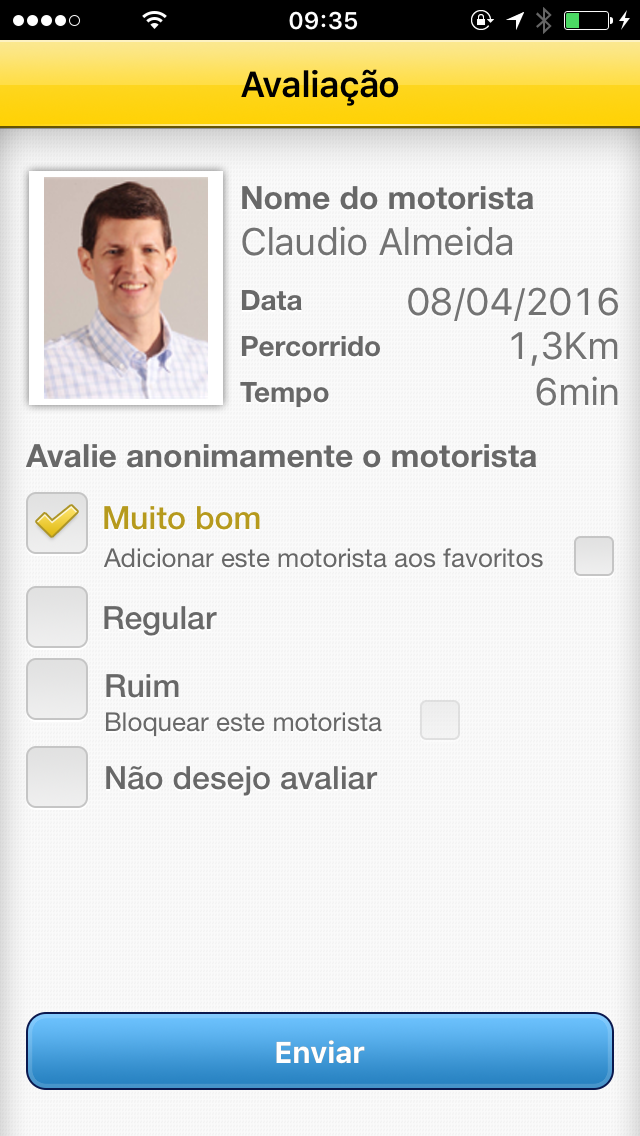 09:35
Avaliação
Nome do motorista
Claudio Almeida
Data 08/04/2016
Percorrido 1,3Km
Tempo 6min
Avalie anonimamente o motorista
Muito bom
Adicionar este motorista aos favoritos
Regular
Ruim
Bloquear este motorista
Não desejo avaliar
Enviar